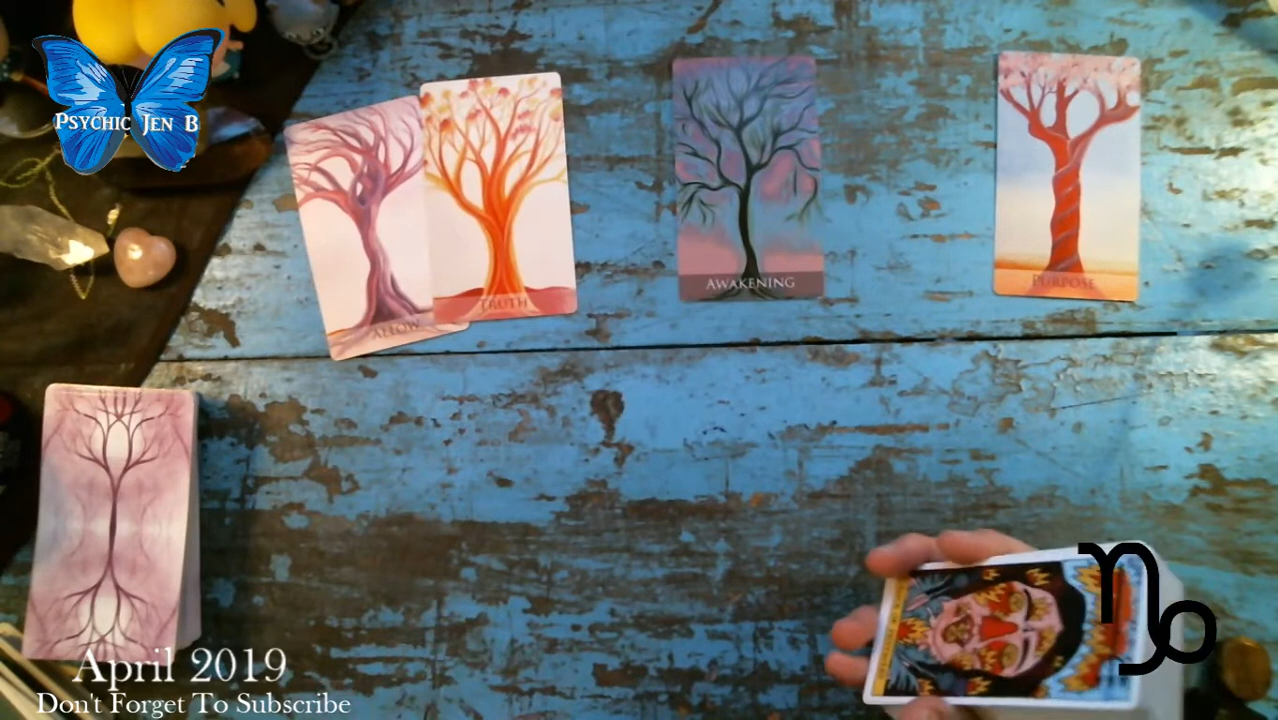 Psychic Jen B
ALLOW
TRUTH
AWAKENING
PURPOSE
April 2019
Don't Forget To Subscribe